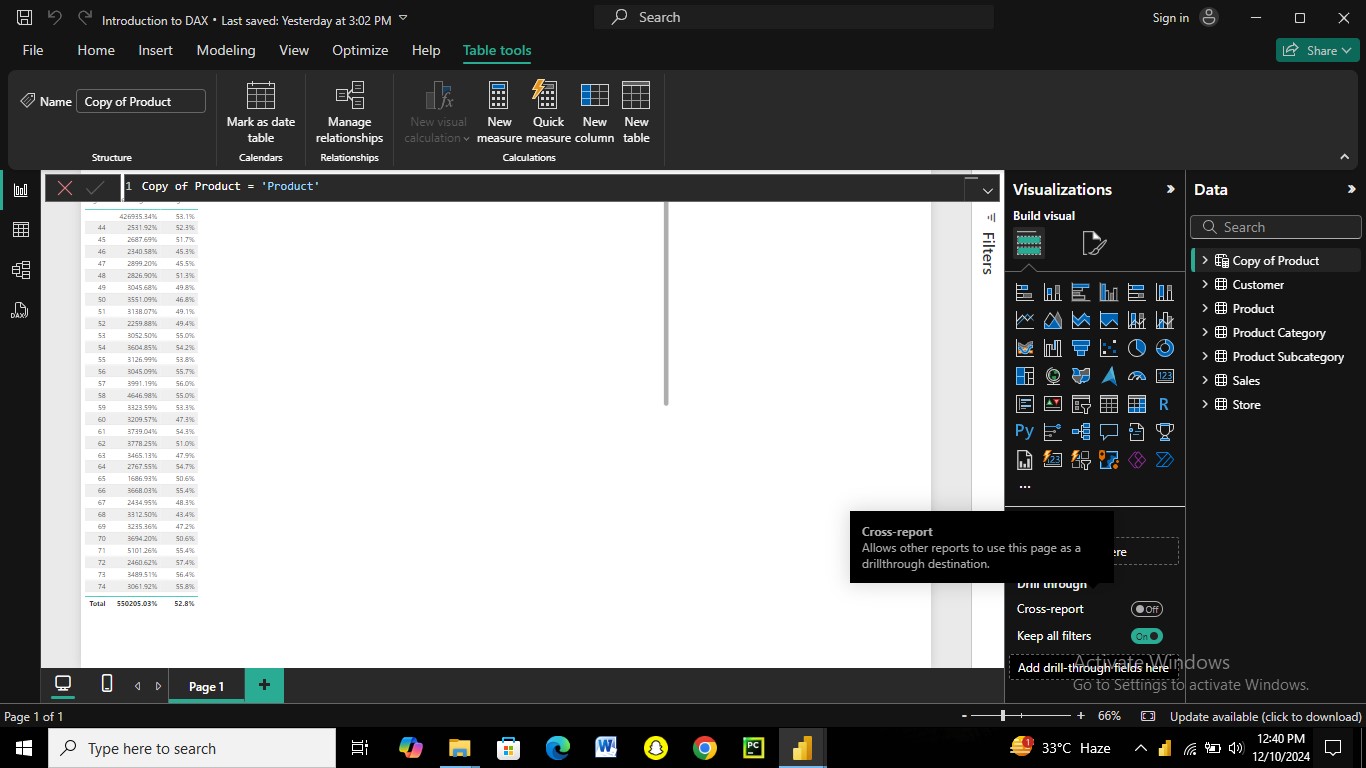 Introduction to DAX • Last saved: Yesterday at 3:02 PM
Search
Sign in
File Home Insert Modeling View Optimize Help Table tools
Share
Name Copy of Product
Mark as date table
Manage relationships
New visual calculation
New measure
Quick measure
New column
New table
Structure Calendars Relationships Calculations
1 Copy of Product = 'Product'
426935.34% 53.1%
44 2531.92% 52.3%
45 2687.69% 51.7%
46 2340.58% 45.3%
47 2899.20% 45.5%
48 2826.90% 51.3%
49 3045.68% 49.8%
50 3551.09% 46.8%
51 3138.07% 49.1%
52 2259.88% 49.4%
53 3052.50% 55.0%
54 3604.85% 54.2%
55 3126.99% 53.8%
56 3045.09% 55.7%
57 3991.19% 56.0%
58 4646.98% 55.0%
59 3323.59% 53.3%
60 3209.57% 47.3%
61 3739.04% 54.3%
62 3778.25% 51.0%
63 3465.13% 47.9%
64 2767.55% 54.7%
65 1686.93% 50.6%
66 3668.03% 55.4%
67 2434.95% 48.3%
68 3312.50% 43.4%
69 3235.36% 47.2%
70 3694.20% 50.6%
71 5101.26% 55.4%
72 2460.62% 57.4%
73 3489.51% 56.4%
74 3061.92% 55.8%
Total 550205.03% 52.8%
Filters
Visualizations
Build visual
R
Py
123
...
Cross-report
Allows other reports to use this page as a
drillthrough destination.
ere
Drill through
Cross-report Off
Keep all filters On
Add drill-through fields here
Data
Search
Copy of Product
Customer
Product
Product Category
Product Subcategory
Sales
Store
Activate Windows
Go to Settings to activate Windows.
Page 1
Page 1 of 1
66%
Update available (click to download)
Type here to search
33°C Haze
12:40 PM
12/10/2024